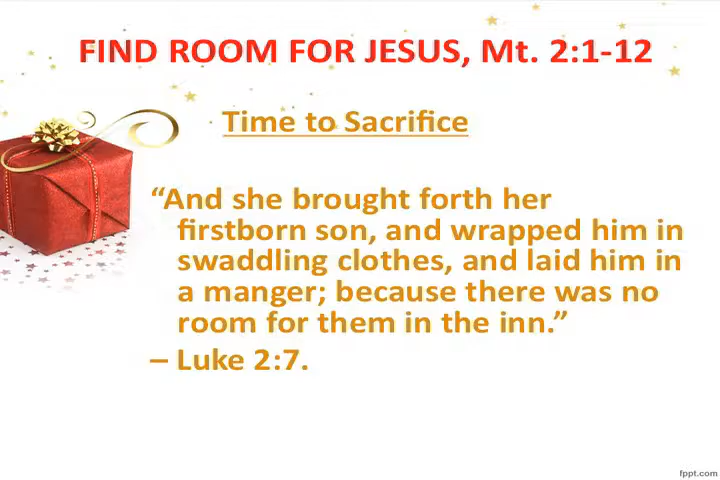 FIND ROOM FOR JESUS, Mt. 2:1-12
Time to Sacrifice
“And she brought forth her
firstborn son, and wrapped him in
swaddling clothes, and laid him in
a manger; because there was no
room for them in the inn.”
– Luke 2:7.
fppt.com